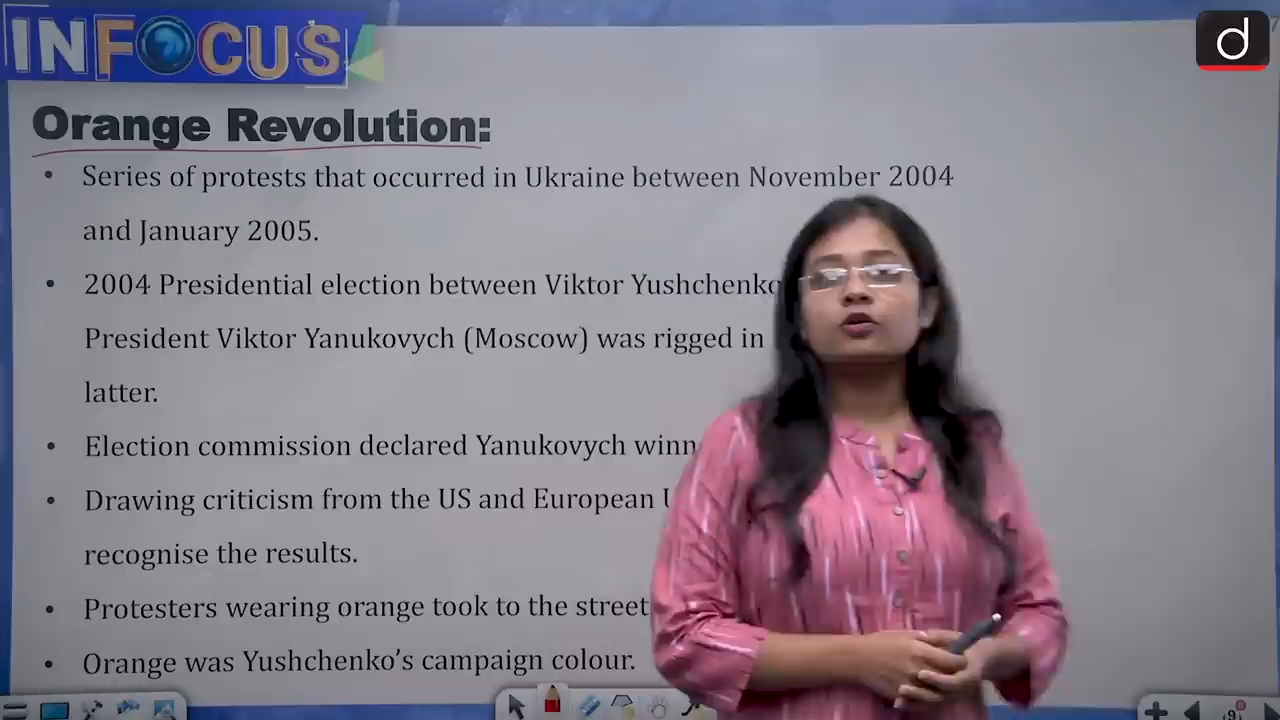 INFOCUS
d
Orange Revolution:
• Series of protests that occurred in Ukraine between November 2004
and January 2005.
• 2004 Presidential election between Viktor Yushchenko
President Viktor Yanukovych (Moscow) was rigged in
latter.
• Election commission declared Yanukovych
• Drawing criticism from the US and European
recognise the results.
• Protesters wearing orange took to the street
• Orange was Yushchenko’s campaign colour.